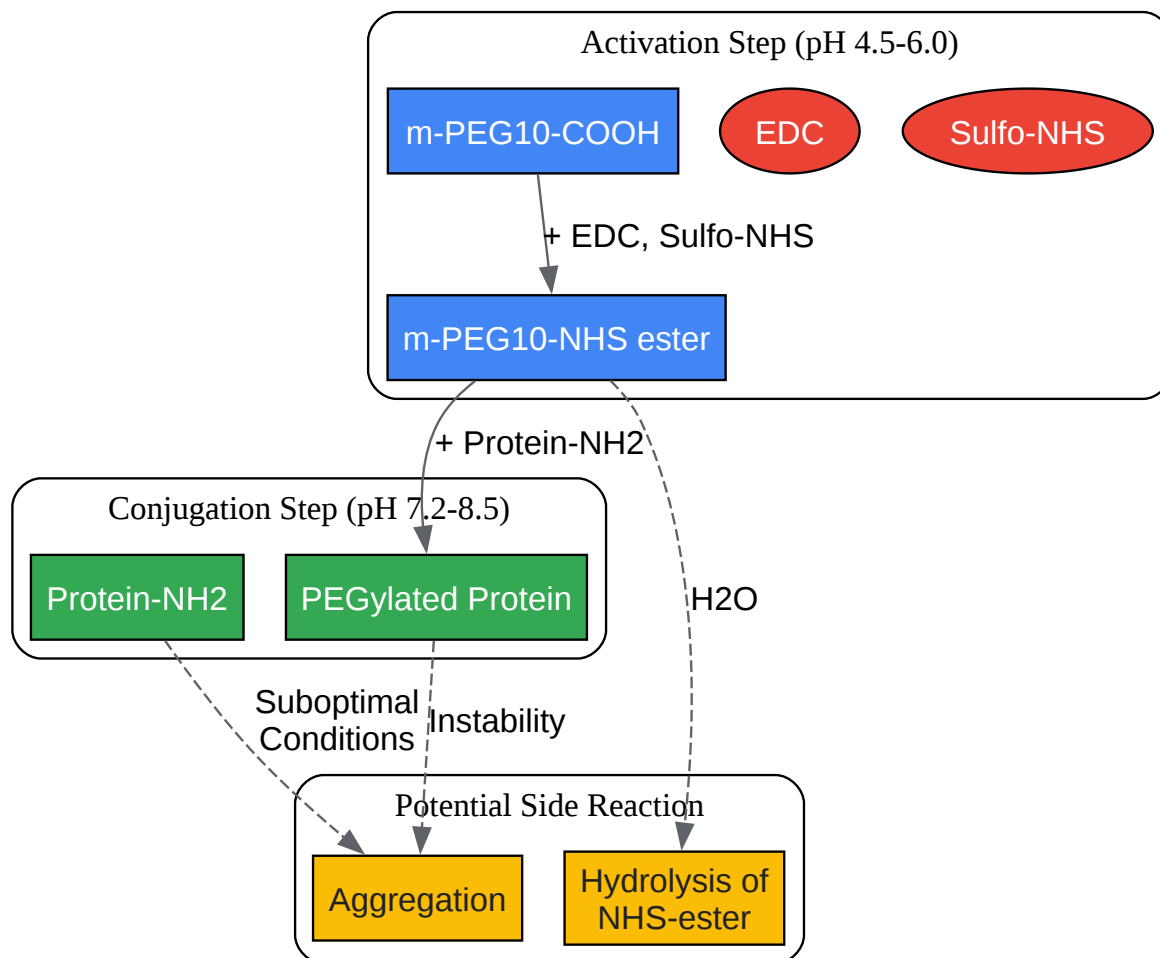 Activation Step (pH 4.5-6.0)
m-PEG10-COOH
EDC
Sulfo-NHS
+ EDC, Sulfo-NHS
m-PEG10-NHS ester
+ Protein-NH2
Conjugation Step (pH 7.2-8.5)
Protein-NH2
PEGylated Protein
H2O
Suboptimal
Conditions
Instability
Potential Side Reaction
Aggregation
Hydrolysis of
NHS-ester